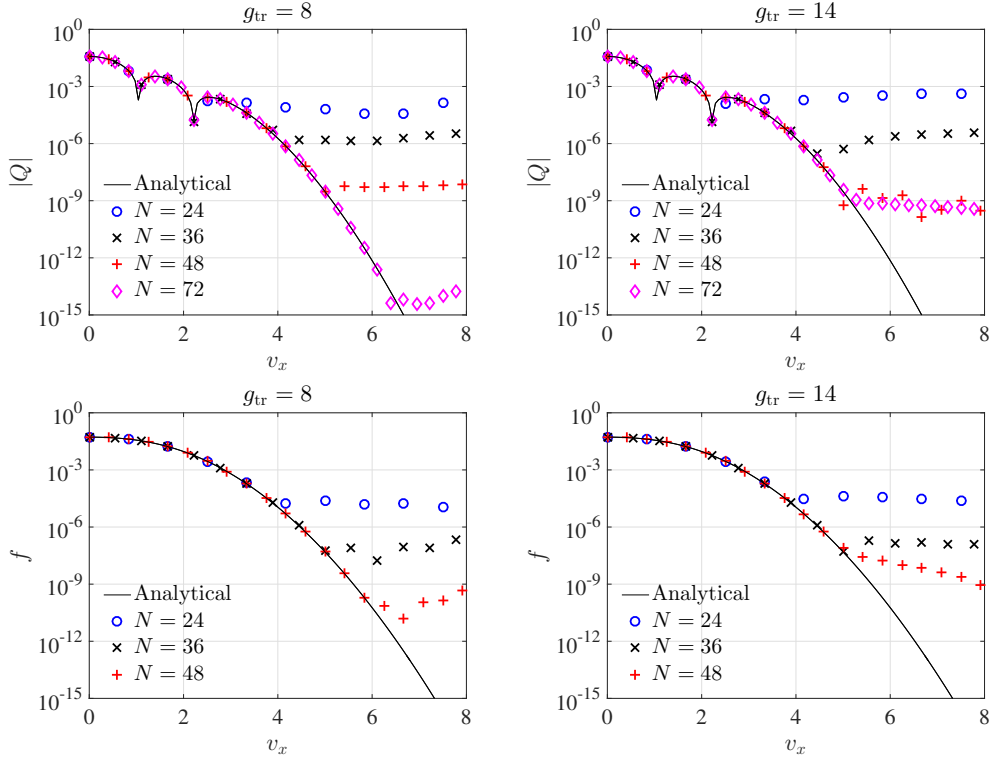 g_tr = 8
10^0
10^-3
10^-6
10^-9
10^-12
10^-15
|Q|
Analytical
N = 24
N = 36
N = 48
N = 72
0 2 4 6 8
v_x
g_tr = 14
10^0
10^-3
10^-6
10^-9
10^-12
10^-15
|Q|
Analytical
N = 24
N = 36
N = 48
N = 72
0 2 4 6 8
v_x
g_tr = 8
10^0
10^-3
10^-6
10^-9
10^-12
10^-15
f
Analytical
N = 24
N = 36
N = 48
0 2 4 6 8
v_x
g_tr = 14
10^0
10^-3
10^-6
10^-9
10^-12
10^-15
f
Analytical
N = 24
N = 36
N = 48
0 2 4 6 8
v_x